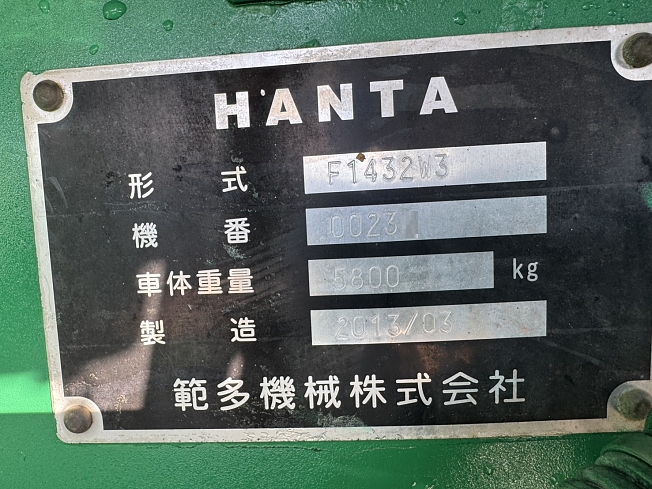 HANTA
形式 F1432W3
機番 0023
車体重量 5800 kg
製造 2013/03
範多機械株式会社